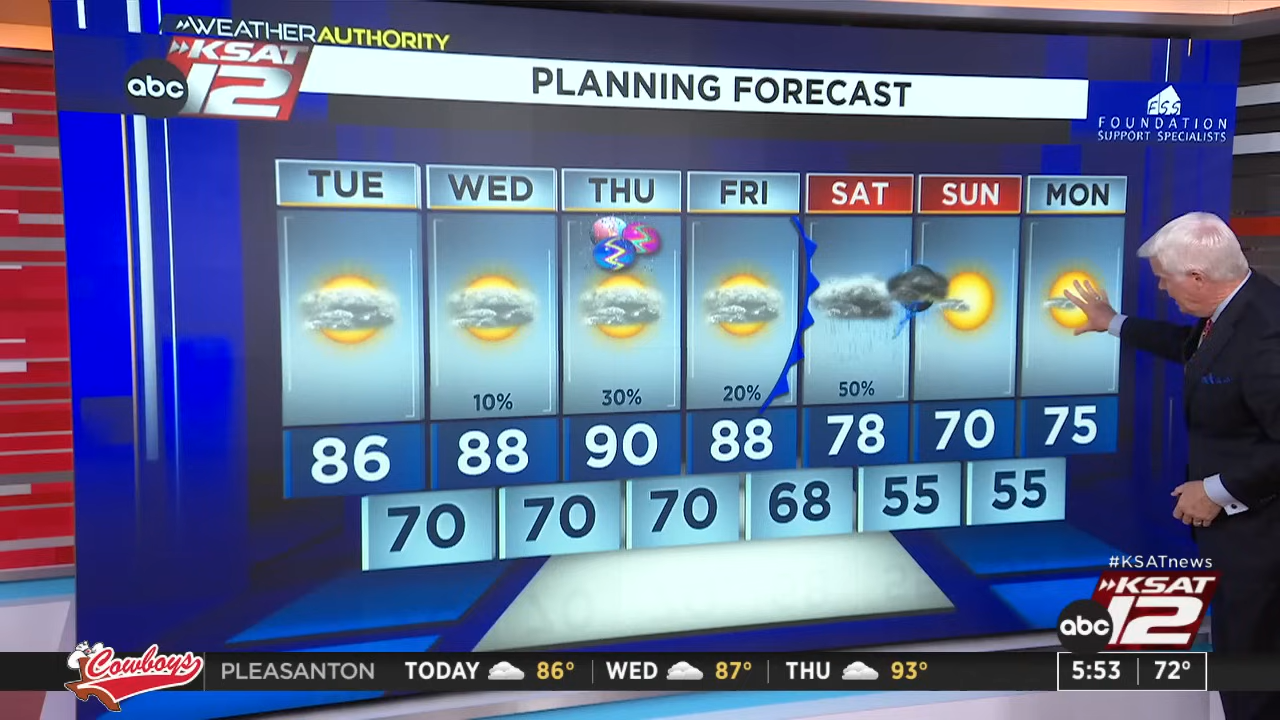 WEATHERAUTHORITY
KSAT
abc 12
PLANNING FORECAST
FSS
FOUNDATION
SUPPORT SPECIALISTS
TUE WED THU FRI SAT SUN MON
10% 30% 20% 50%
86 88 90 88 78 70 75
70 70 70 68 55 55
#KSATnews
KSAT
abc 12
Cowboys PLEASANTON TODAY 86° WED 87° THU 93° 5:53 72°